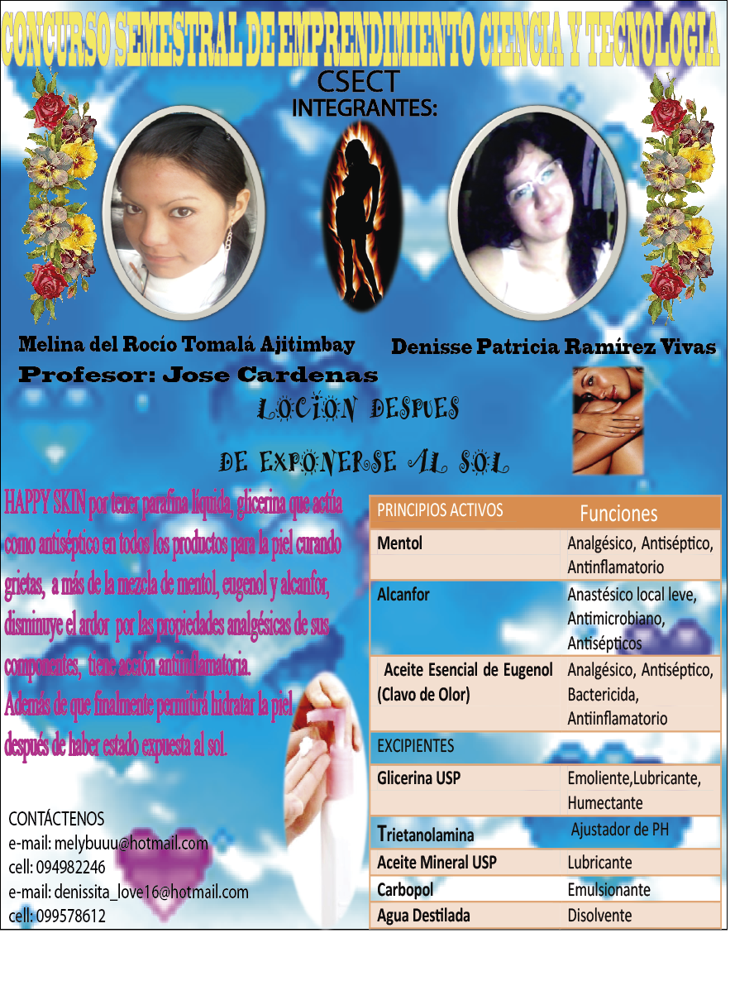 CONCURSO SEMESTRAL DE EMPRENDIMIENTO CIENCIA Y TECNOLOGIA
CSECT
INTEGRANTES:
Melina del Rocío Tomalá Ajitimbay
Denisse Patricia Ramírez Vivas
Profesor: Jose Cardenas
LOCION DESPUES
DE EXPONERSE AL SOL
HAPPY SKIN por tener parafina líquida, glicerina que actúa
como antiséptico en todos los productos para la piel curando
grietas, a más de la mezcla de mentol, eugenol y alcanfor,
disminuye el ardor por las propiedades analgésicas de sus
componentes, tiene acción antiinflamatoria.
Además de que finalmente permitirá hidratar la piel
después de haber estado expuesta al sol.
CONTÁCTENOS
e-mail: melybuuu@hotmail.com
cell: 094982246
e-mail: denissita_love16@hotmail.com
cell: 099578612
PRINCIPIOS ACTIVOS Funciones
Mentol Analgésico, Antiséptico,
Antinflamatorio
Alcanfor Anastésico local leve,
Antimicrobiano,
Antisépticos
Aceite Esencial de Eugenol Analgésico, Antiséptico,
(Clavo de Olor) Bactericida,
Antiinflamatorio
EXCIPIENTES
Glicerina USP Emoliente,Lubricante,
Humectante
Trietanolamina Ajustador de PH
Aceite Mineral USP Lubricante
Carbopol Emulsionante
Agua Destilada Disolvente